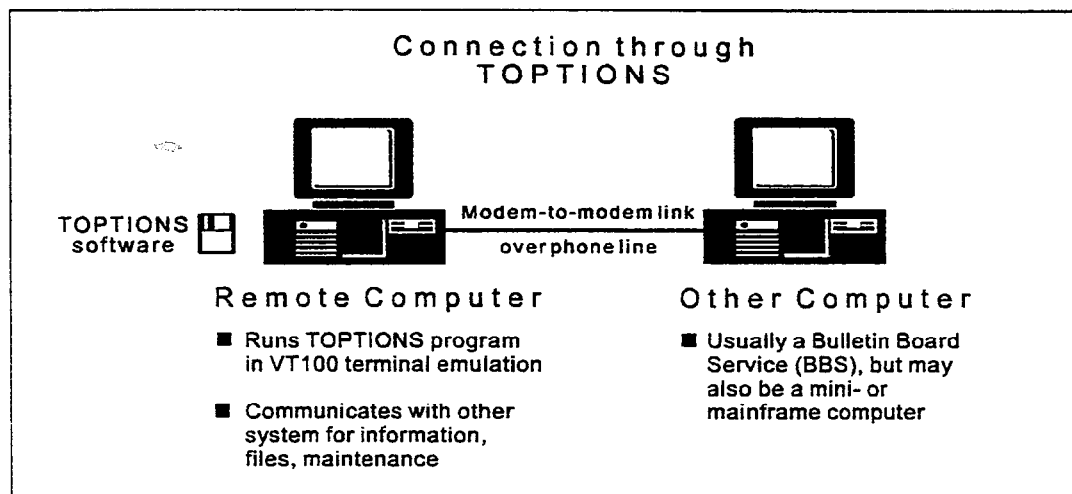 Connection through
TOPTIONS
TOPTIONS
software
Modem-to-modem link
over phone line
Remote Computer
■ Runs TOPTIONS program
in VT100 terminal emulation
■ Communicates with other
system for information,
files, maintenance
Other Computer
■ Usually a Bulletin Board
Service (BBS), but may
also be a mini- or
mainframe computer